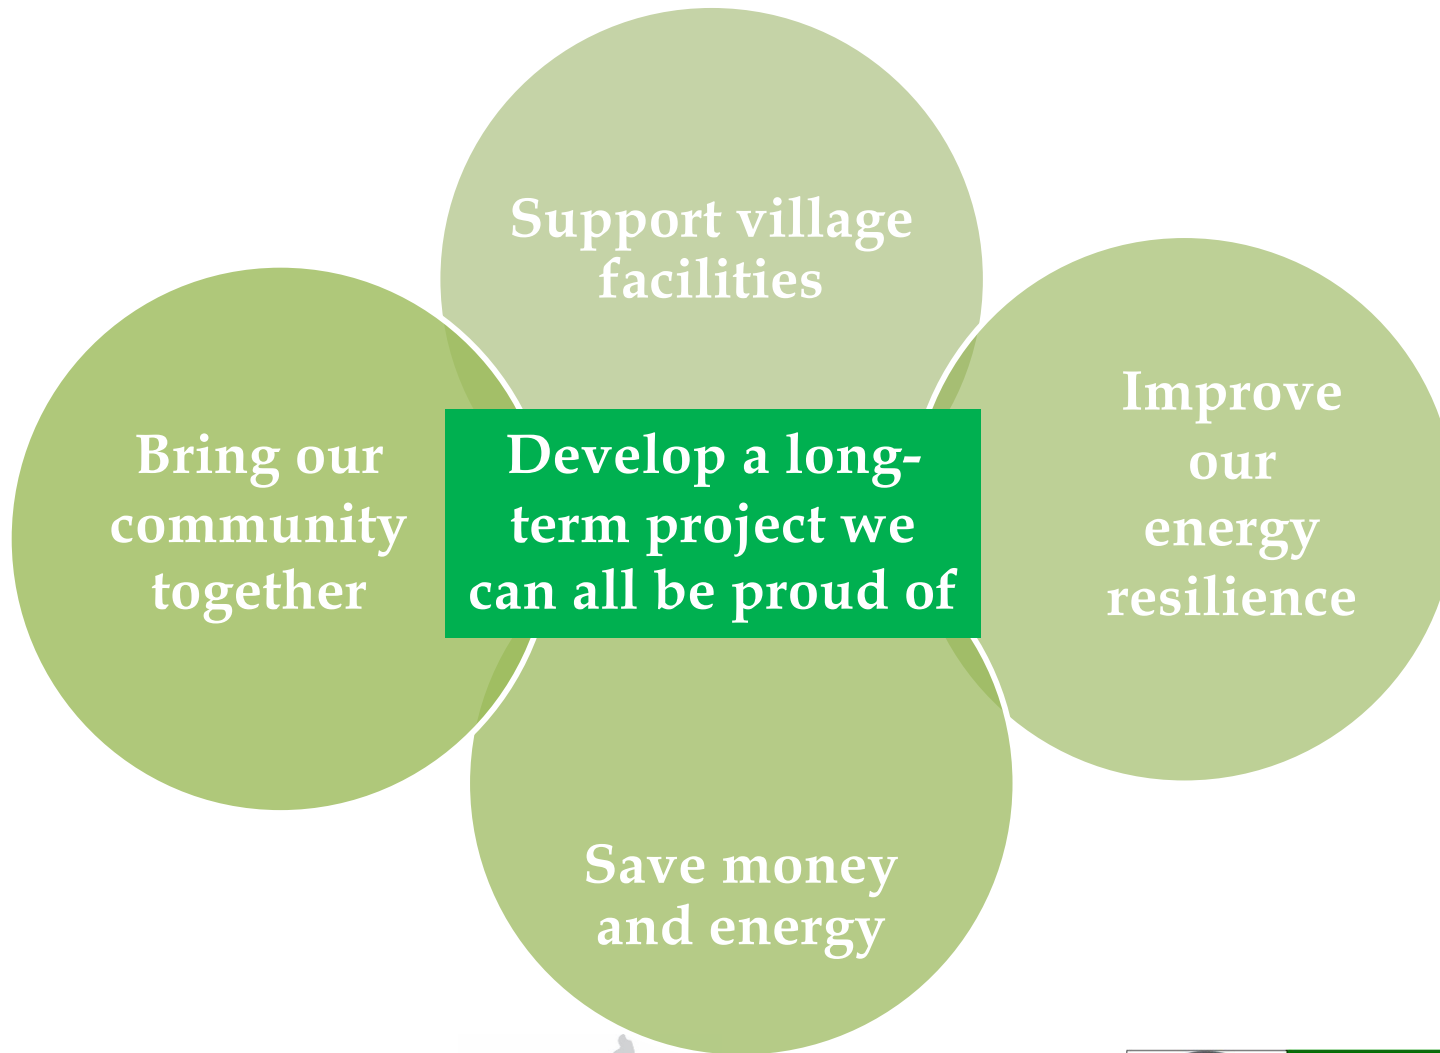 Support village
facilities
Bring our
community
together
Develop a long-
term project we
can all be proud of
Improve
our
energy
resilience
Save money
and energy